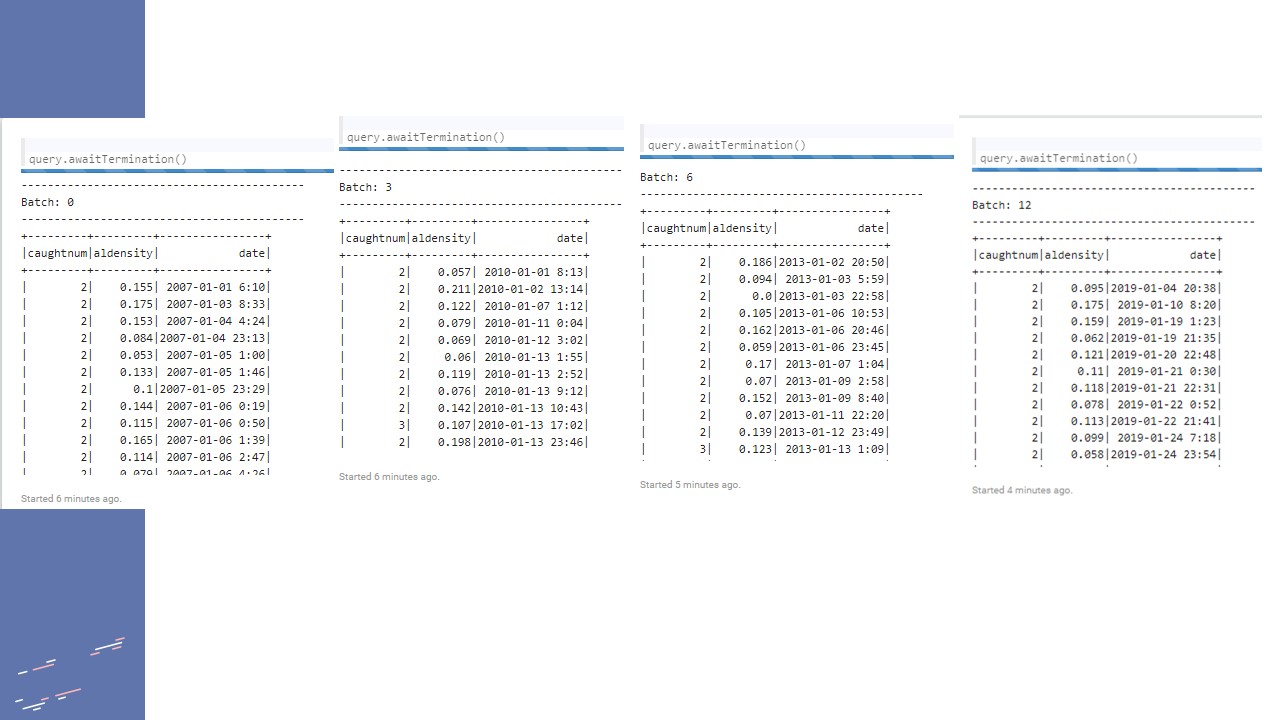 query.awaitTermination()
-------------------------------------------
Batch: 0
-------------------------------------------
+---------+---------+----------------+
|caughtnum|aldensity|            date|
+---------+---------+----------------+
|        2|    0.155| 2007-01-01 6:10|
|        2|    0.175| 2007-01-03 8:33|
|        2|    0.153| 2007-01-04 4:24|
|        2|    0.084|2007-01-04 23:13|
|        2|    0.053| 2007-01-05 1:00|
|        2|    0.133| 2007-01-05 1:46|
|        2|      0.1|2007-01-05 23:29|
|        2|    0.144| 2007-01-06 0:19|
|        2|    0.115| 2007-01-06 0:50|
|        2|    0.165| 2007-01-06 1:39|
|        2|    0.114| 2007-01-06 2:47|
|        2|    0.079| 2007-01-06 4:26|
Started 6 minutes ago.
query.awaitTermination()
-------------------------------------------
Batch: 3
-------------------------------------------
+---------+---------+----------------+
|caughtnum|aldensity|            date|
+---------+---------+----------------+
|        2|    0.057| 2010-01-01 8:13|
|        2|    0.211|2010-01-02 13:14|
|        2|    0.122| 2010-01-07 1:12|
|        2|    0.079| 2010-01-11 0:04|
|        2|    0.069| 2010-01-12 3:02|
|        2|     0.06| 2010-01-13 1:55|
|        2|    0.119| 2010-01-13 2:52|
|        2|    0.076| 2010-01-13 9:12|
|        2|    0.142|2010-01-13 10:43|
|        3|    0.107|2010-01-13 17:02|
|        2|    0.198|2010-01-13 23:46|
Started 6 minutes ago.
query.awaitTermination()
Batch: 6
-------------------------------------------
+---------+---------+----------------+
|caughtnum|aldensity|            date|
+---------+---------+----------------+
|        2|    0.186|2013-01-02 20:50|
|        2|    0.094| 2013-01-03 5:59|
|        2|      0.0|2013-01-03 22:58|
|        2|    0.105|2013-01-06 10:53|
|        2|    0.162|2013-01-06 20:46|
|        2|    0.059|2013-01-06 23:45|
|        2|     0.17| 2013-01-07 1:04|
|        2|     0.07| 2013-01-09 2:58|
|        2|    0.152| 2013-01-09 8:40|
|        2|     0.07|2013-01-11 22:20|
|        2|    0.139|2013-01-12 23:49|
|        3|    0.123| 2013-01-13 1:09|
Started 5 minutes ago.
query.awaitTermination()
-------------------------------------------
Batch: 12
-------------------------------------------
+---------+---------+----------------+
|caughtnum|aldensity|            date|
+---------+---------+----------------+
|        2|    0.095|2019-01-04 20:38|
|        2|    0.175| 2019-01-10 8:20|
|        2|    0.159| 2019-01-19 1:23|
|        2|    0.062|2019-01-19 21:35|
|        2|    0.121|2019-01-20 22:48|
|        2|     0.11| 2019-01-21 0:30|
|        2|    0.118|2019-01-21 22:31|
|        2|    0.078| 2019-01-22 0:52|
|        2|    0.113|2019-01-22 21:41|
|        2|    0.099| 2019-01-24 7:18|
|        2|    0.058|2019-01-24 23:54|
Started 4 minutes ago.